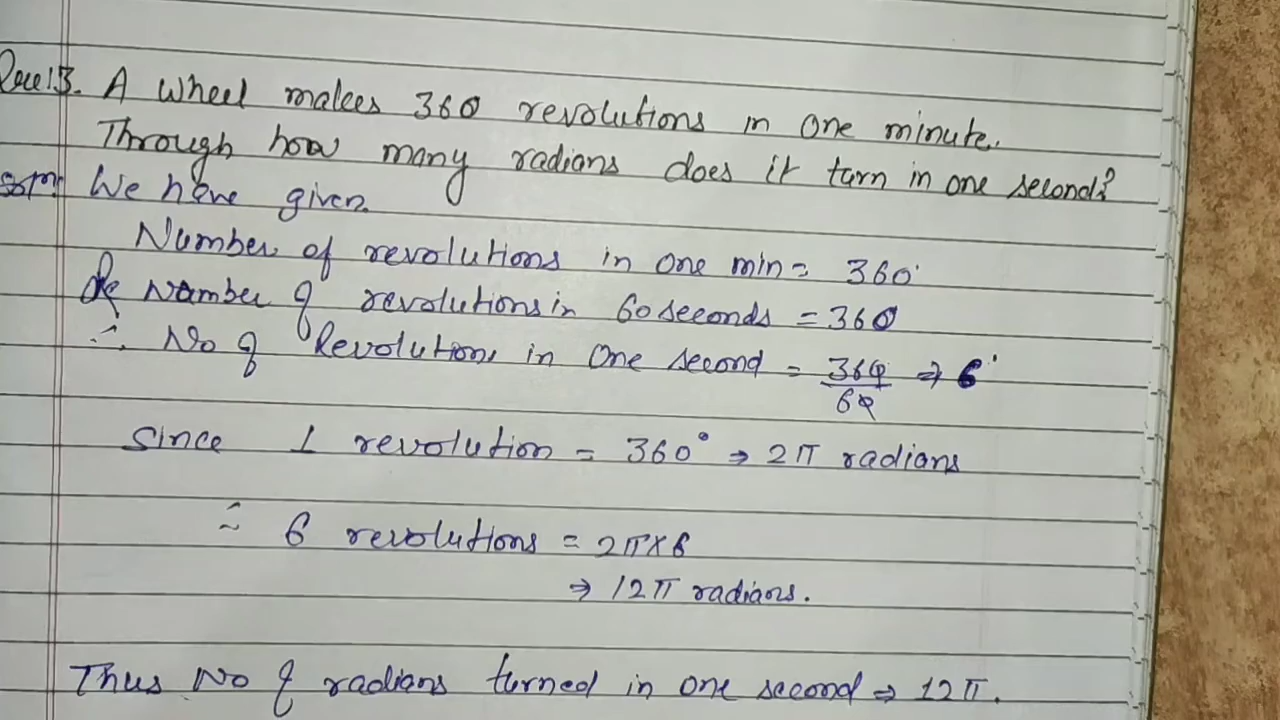 Que 13. A wheel makes 360 revolutions in one minute.
Through how many radians does it turn in one second?
Soln We have given
Number of revolutions in one min = 360
Number of revolutions in 60 seconds = 360
∴ No of Revolutions in One second = 360/60 ⇒ 6
Since 1 revolution = 360° ⇒ 2π radians
∴ 6 revolutions = 2π×6
⇒ 12π radians.
Thus No of radians turned in one second ⇒ 12π.